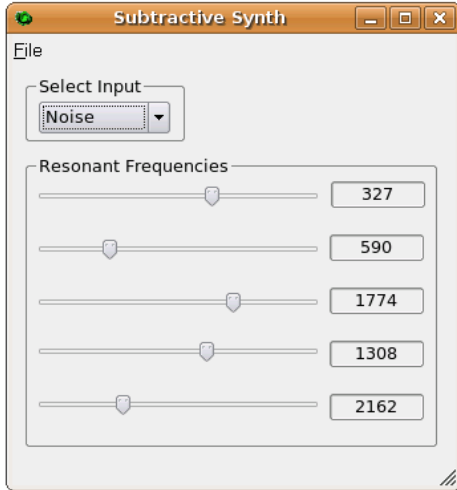 Subtractive Synth
File
Select Input
Noise
Resonant Frequencies
327
590
1774
1308
2162